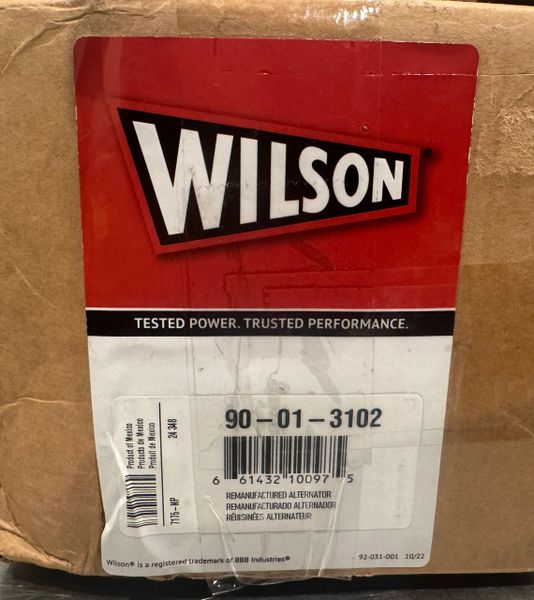 WILSON
TESTED POWER. TRUSTED PERFORMANCE.
Product of Mexico
Producto de Mexico
Produit de Mexico
24 348
7175-NP
90-01-3102
6 61432 10097 5
REMANUFACTURED ALTERNATOR
REMANUFACTURADO ALTERNADOR
RÉUSINÉES ALTERNATEUR
Wilson® is a registered trademark of BBB Industries®
92-031-001 10/22